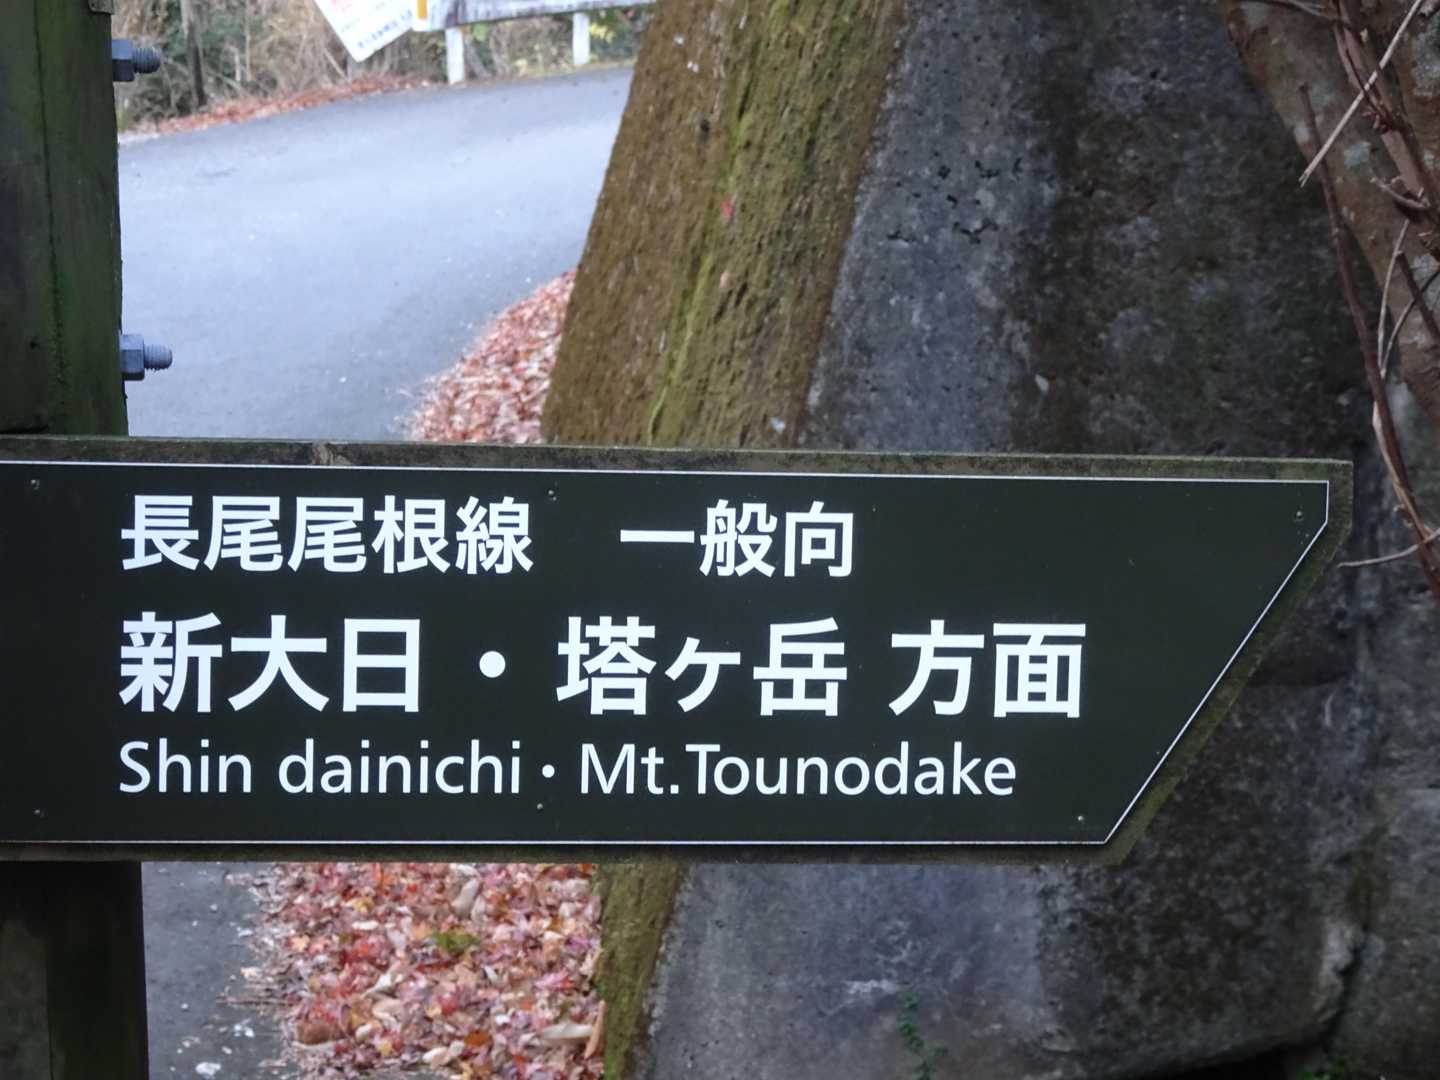 長尾尾根線　一般向
新大日・塔ヶ岳 方面
Shin dainichi・Mt.Tounodake